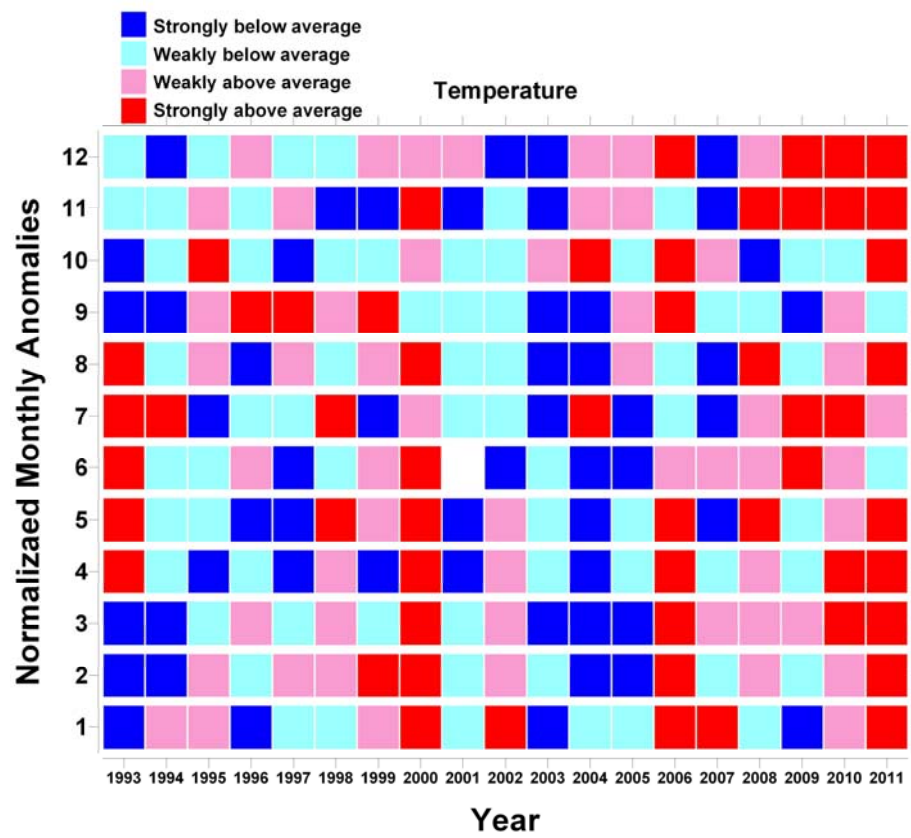 Strongly below average
Weakly below average
Weakly above average
Strongly above average
Temperature
Normalizaed Monthly Anomalies
12
11
10
9
8
7
6
5
4
3
2
1
1993 1994 1995 1996 1997 1998 1999 2000 2001 2002 2003 2004 2005 2006 2007 2008 2009 2010 2011
Year